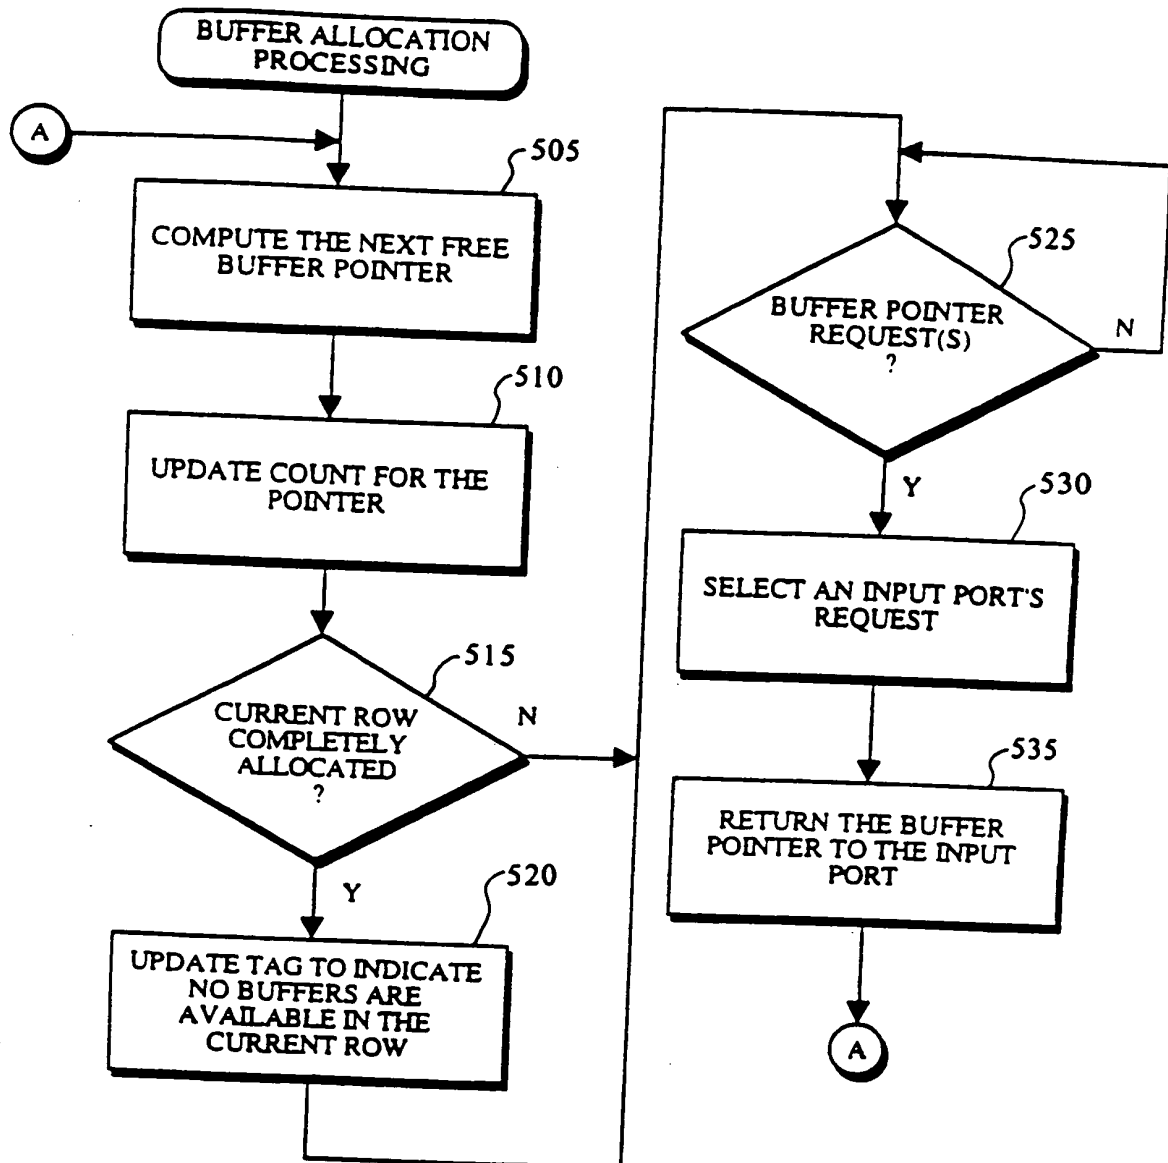 BUFFER ALLOCATION
PROCESSING
A
505
COMPUTE THE NEXT FREE
BUFFER POINTER
510
UPDATE COUNT FOR THE
POINTER
515
CURRENT ROW
COMPLETELY
ALLOCATED
?
N
Y
520
UPDATE TAG TO INDICATE
NO BUFFERS ARE
AVAILABLE IN THE
CURRENT ROW
525
BUFFER POINTER
REQUEST(S)
?
N
Y
530
SELECT AN INPUT PORT'S
REQUEST
535
RETURN THE BUFFER
POINTER TO THE INPUT
PORT
A